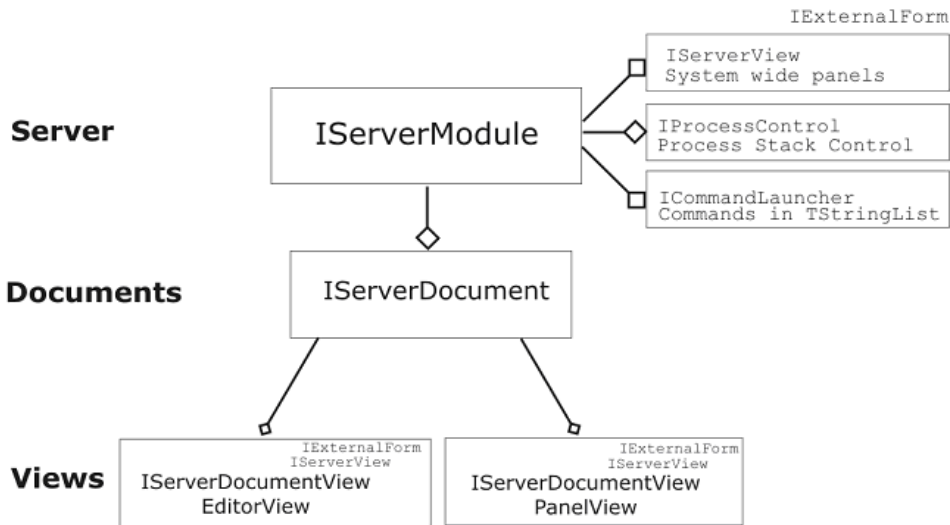 IExternalForm
IServerView
System wide panels
Server
IServerModule
IProcessControl
Process Stack Control
ICommandLauncher
Commands in TStringList
Documents
IServerDocument
Views
IExternalForm
IServerView
IServerDocumentView
EditorView
IExternalForm
IServerView
IServerDocumentView
PanelView